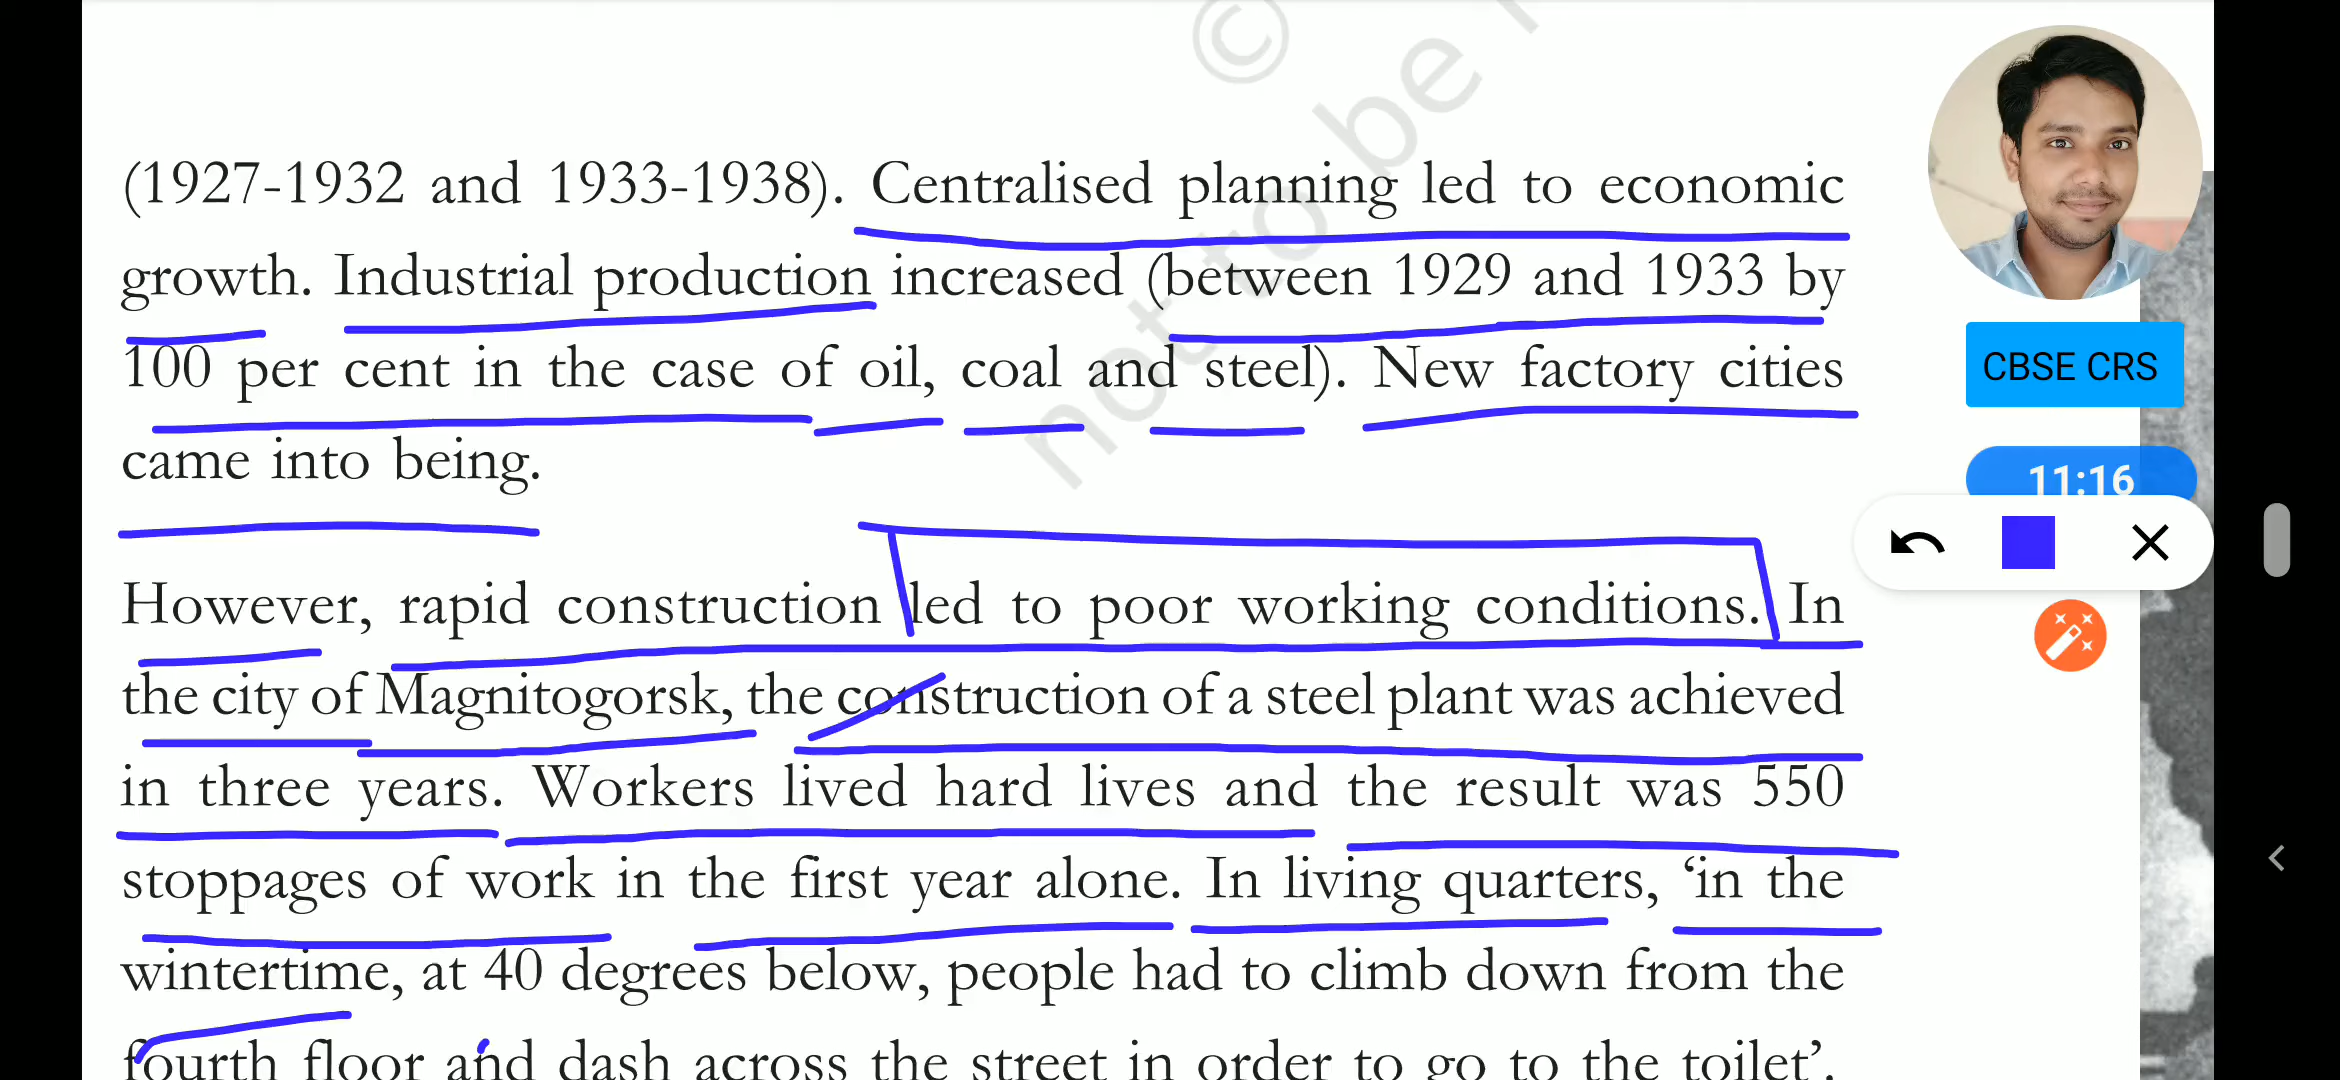 ©
not to be r
(1927-1932 and 1933-1938). Centralised planning led to economic
growth. Industrial production increased (between 1929 and 1933 by
100 per cent in the case of oil, coal and steel). New factory cities
came into being.
However, rapid construction led to poor working conditions. In
the city of Magnitogorsk, the construction of a steel plant was achieved
in three years. Workers lived hard lives and the result was 550
stoppages of work in the first year alone. In living quarters, ‘in the
wintertime, at 40 degrees below, people had to climb down from the
fourth floor and dash across the street in order to go to the toilet’.
CBSE CRS
11:16